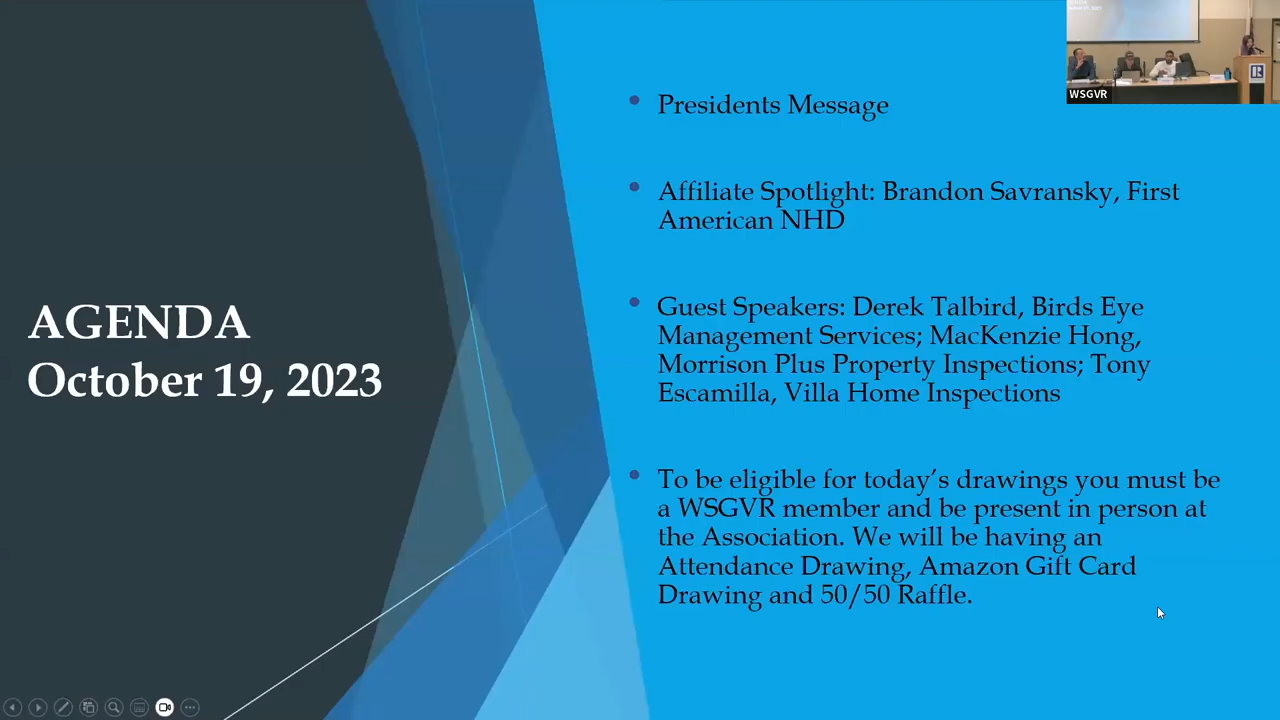 AGENDA
October 19, 2023
Presidents Message
Affiliate Spotlight: Brandon Savransky, First
American NHD
Guest Speakers: Derek Talbird, Birds Eye
Management Services; MacKenzie Hong,
Morrison Plus Property Inspections; Tony
Escamilla, Villa Home Inspections
To be eligible for today’s drawings you must be
a WSGVR member and be present in person at
the Association. We will be having an
Attendance Drawing, Amazon Gift Card
Drawing and 50/50 Raffle.
WSGVR